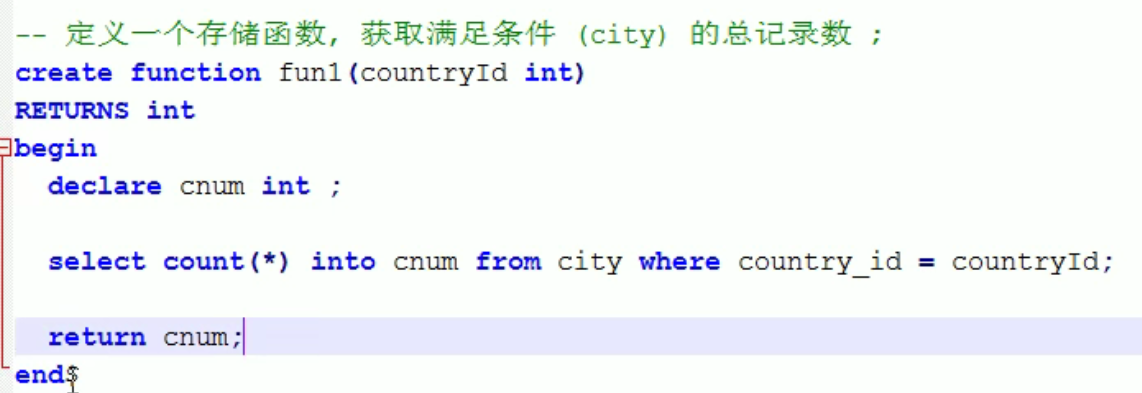 -- 定义一个存储函数, 获取满足条件 (city) 的总记录数 ;
create function fun1(countryId int)
RETURNS int
begin
declare cnum int ;
select count(*) into cnum from city where country_id = countryId;
return cnum;
end$